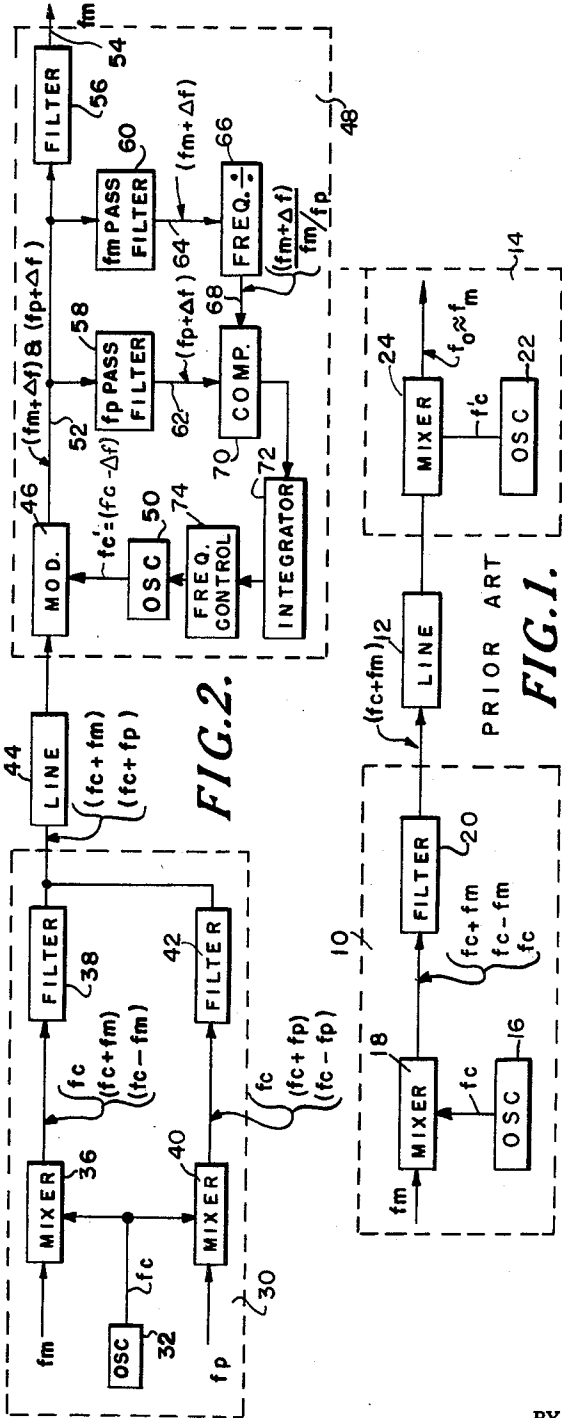 fm
MIXER
36
fc
(fc+fm)
(fc-fm)
FILTER
38
OSC
32
fc
fp
MIXER
40
fc
(fc+fp)
(fc-fp)
FILTER
42
30
44
LINE
(fc+fm)
(fc+fp)
MOD.
46
(fm+Δf) & (fp+Δf)
52
FILTER
56
fm
54
fp PASS
FILTER
58
62
(fp+Δf)
fm PASS
FILTER
60
64
(fm+Δf)
fc'=(fc-Δf)
OSC
50
FREQ.
CONTROL
74
INTEGRATOR
72
COMP.
70
68
FREQ. ÷
66
(fm+Δf)
fm/fp
48
FIG.2.
fm
MIXER
18
fc
OSC
16
10
fc+fm
fc-fm
fc
FILTER
20
(fc+fm)
LINE
12
MIXER
24
fo≈fm
f'c
OSC
22
14
PRIOR ART
FIG.1.
BY